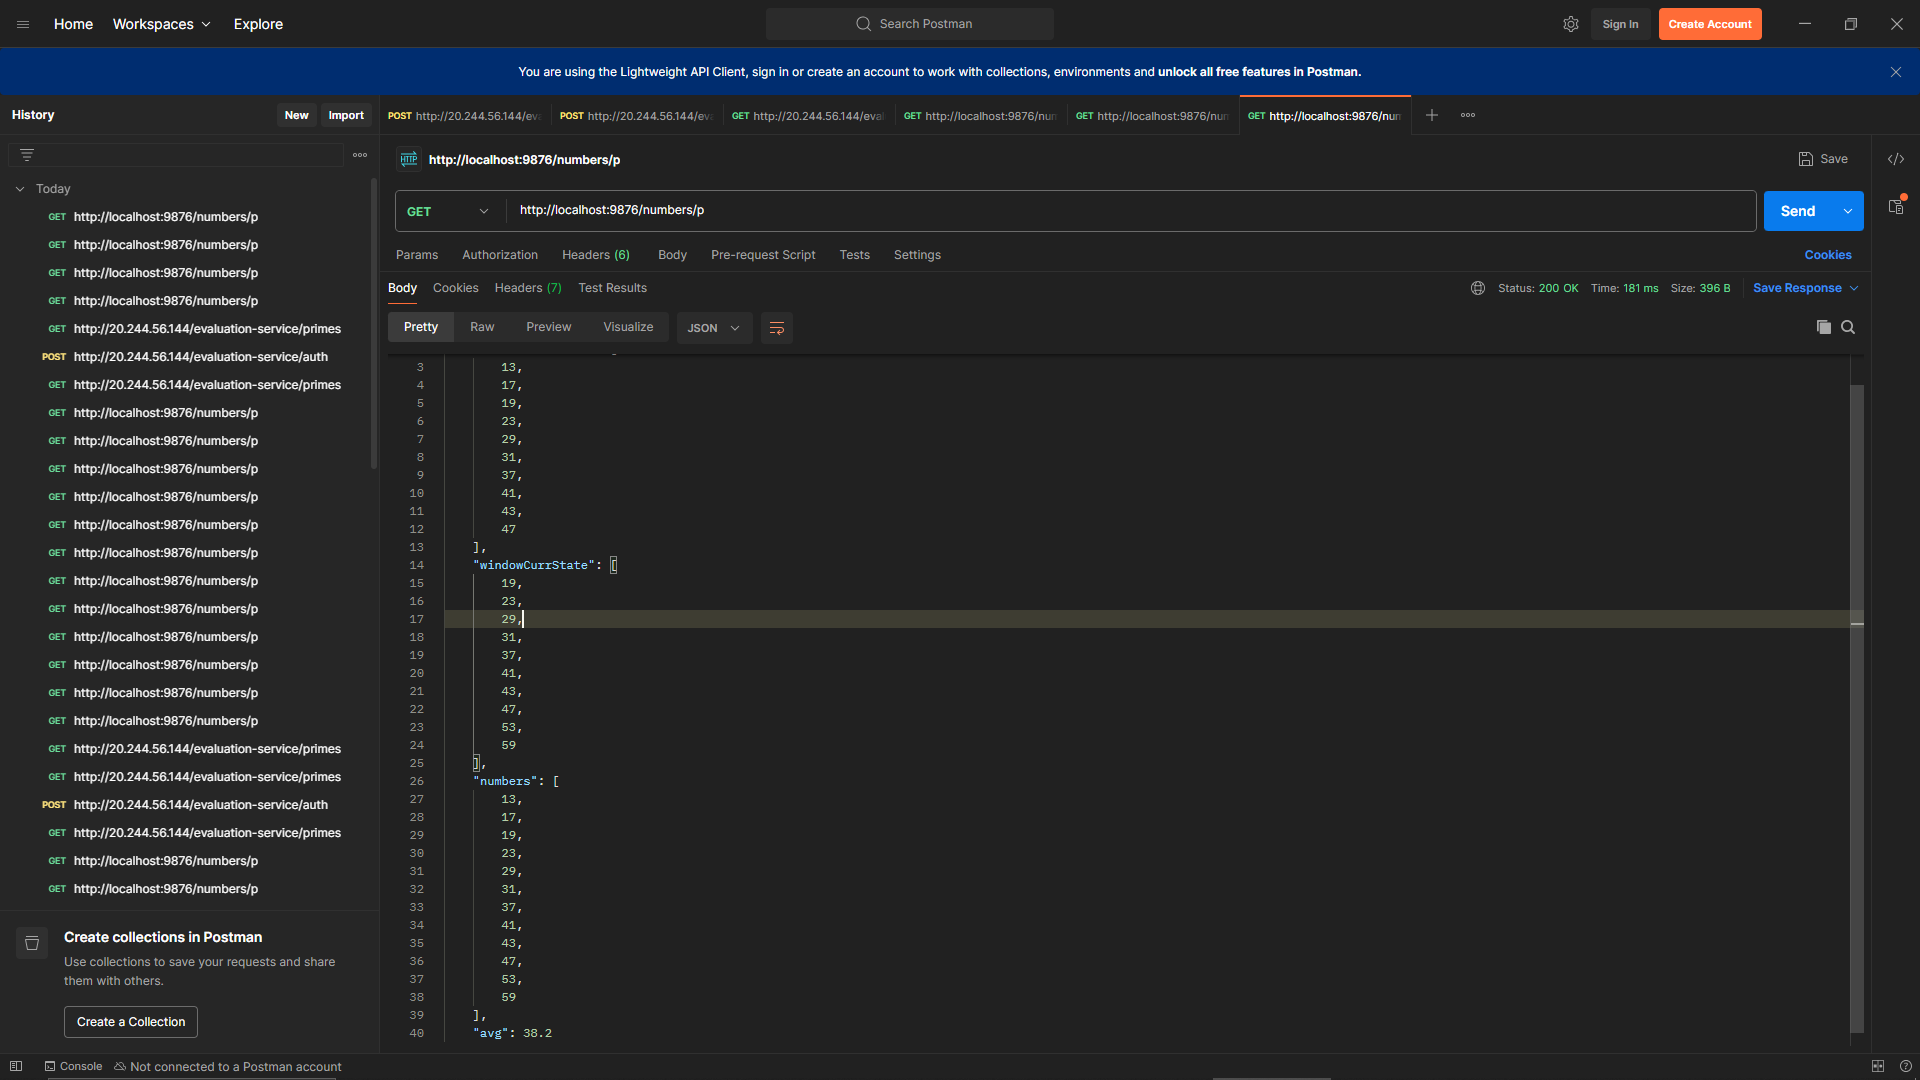 Home
Workspaces
Explore
Search Postman
Sign In
Create Account
You are using the Lightweight API Client, sign in or create an account to work with collections, environments and unlock all free features in Postman.
History
New
Import
Today
GET http://localhost:9876/numbers/p
GET http://localhost:9876/numbers/p
GET http://localhost:9876/numbers/p
GET http://localhost:9876/numbers/p
GET http://20.244.56.144/evaluation-service/primes
POST http://20.244.56.144/evaluation-service/auth
GET http://20.244.56.144/evaluation-service/primes
GET http://localhost:9876/numbers/p
GET http://localhost:9876/numbers/p
GET http://localhost:9876/numbers/p
GET http://localhost:9876/numbers/p
GET http://localhost:9876/numbers/p
GET http://localhost:9876/numbers/p
GET http://localhost:9876/numbers/p
GET http://localhost:9876/numbers/p
GET http://localhost:9876/numbers/p
GET http://localhost:9876/numbers/p
GET http://localhost:9876/numbers/p
GET http://localhost:9876/numbers/p
GET http://20.244.56.144/evaluation-service/primes
GET http://20.244.56.144/evaluation-service/primes
POST http://20.244.56.144/evaluation-service/auth
GET http://20.244.56.144/evaluation-service/primes
GET http://localhost:9876/numbers/p
GET http://localhost:9876/numbers/p
Create collections in Postman
Use collections to save your requests and share
them with others.
Create a Collection
POST http://20.244.56.144/ev
POST http://20.244.56.144/ev
GET http://20.244.56.144/eval
GET http://localhost:9876/nun
GET http://localhost:9876/nun
GET http://localhost:9876/num
HTTP http://localhost:9876/numbers/p
Save
GET
http://localhost:9876/numbers/p
Send
Params
Authorization
Headers (6)
Body
Pre-request Script
Tests
Settings
Cookies
Body
Cookies
Headers (7)
Test Results
Status: 200 OK
Time: 181 ms
Size: 396 B
Save Response
Pretty
Raw
Preview
Visualize
JSON
3 13,
4 17,
5 19,
6 23,
7 29,
8 31,
9 37,
10 41,
11 43,
12 47
13 ],
14 "windowCurrState": [
15 19,
16 23,
17 29,
18 31,
19 37,
20 41,
21 43,
22 47,
23 53,
24 59
25 ],
26 "numbers": [
27 13,
28 17,
29 19,
30 23,
31 29,
32 31,
33 37,
34 41,
35 43,
36 47,
37 53,
38 59
39 ],
40 "avg": 38.2
Console
Not connected to a Postman account